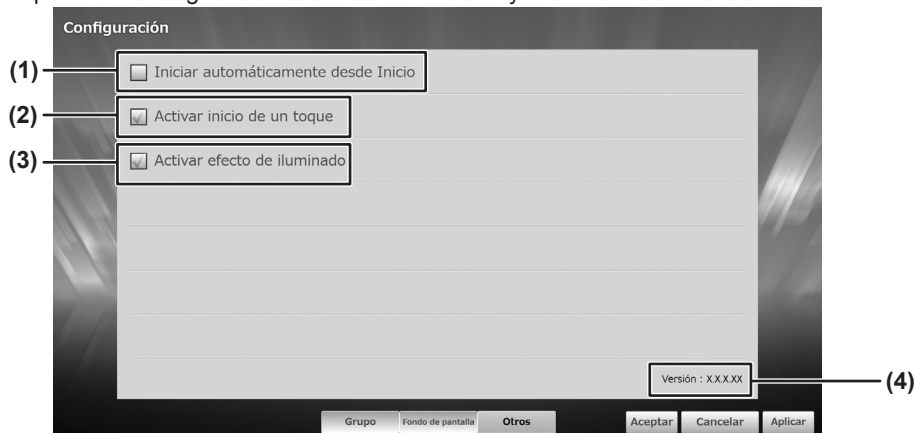 Configuración
(1) Iniciar automáticamente desde Inicio
(2) Activar inicio de un toque
(3) Activar efecto de iluminado
Versión : X.X.X.XX (4)
Grupo Fondo de pantalla Otros Aceptar Cancelar Aplicar